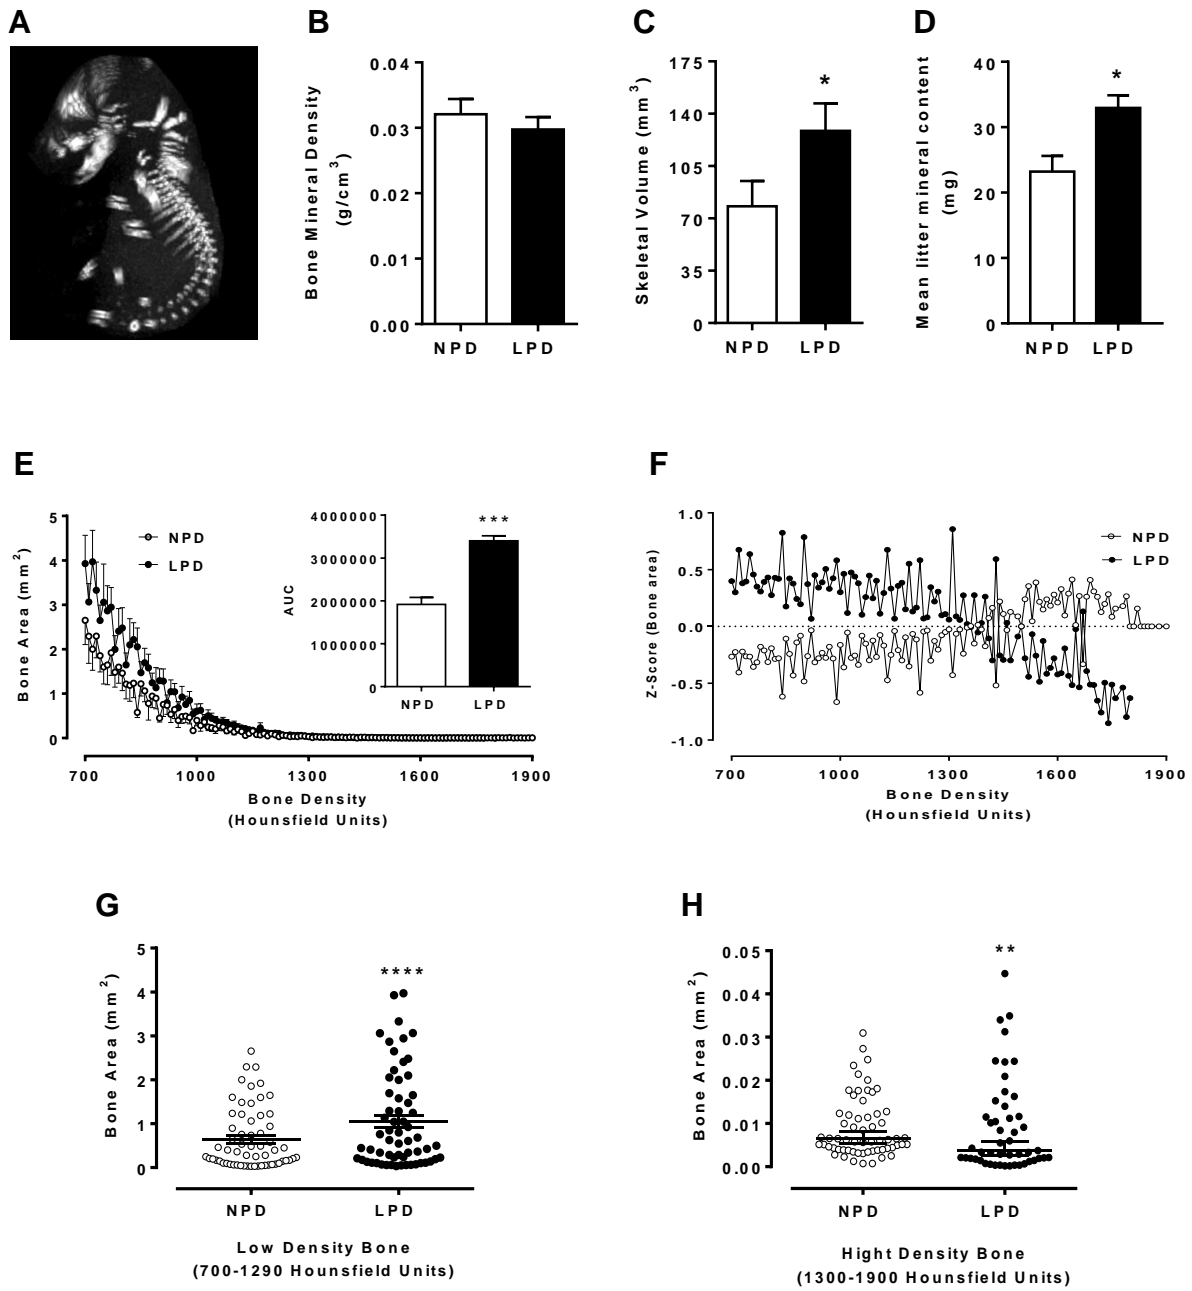 A
B
C
D
Bone Mineral Density
(g/cm3)
0.04
0.03
0.02
0.01
0.00
NPD
LPD
Skeletal Volume (mm3)
175
140
105
70
35
0
*
NPD
LPD
Mean litter mineral content
(mg)
40
30
20
10
0
*
NPD
LPD
E
F
Bone Area (mm2)
5
4
3
2
1
0
NPD
LPD
AUC
4000000
3000000
2000000
1000000
0
***
NPD
LPD
700
1000
1300
1600
1900
Bone Density
(Hounsfield Units)
Z-Score (Bone area)
1.0
0.5
0.0
-0.5
-1.0
NPD
LPD
700
1000
1300
1600
1900
Bone Density
(Hounsfield Units)
G
H
Bone Area (mm2)
5
4
3
2
1
0
****
NPD
LPD
Low Density Bone
(700-1290 Hounsfield Units)
Bone Area (mm2)
0.05
0.04
0.03
0.02
0.01
0.00
**
NPD
LPD
Hight Density Bone
(1300-1900 Hounsfield Units)